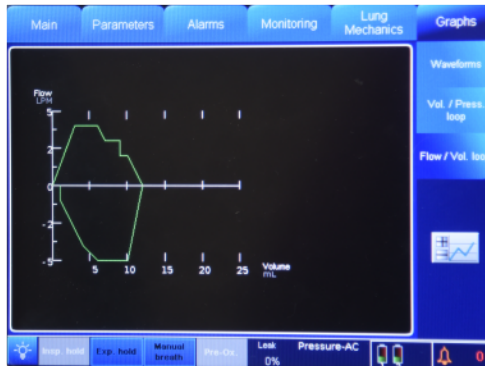 Main Parameters Alarms Monitoring Lung Mechanics Graphs
Waveforms
Vol. / Press. loop
Flow / Vol. loo
Flow
LPM
5
2
0
-2
-5
5 10 15 20 25
Volume
mL
Insp. hold Exp. hold Manual breath Pre-Ox. Leak 0% Pressure-AC 0